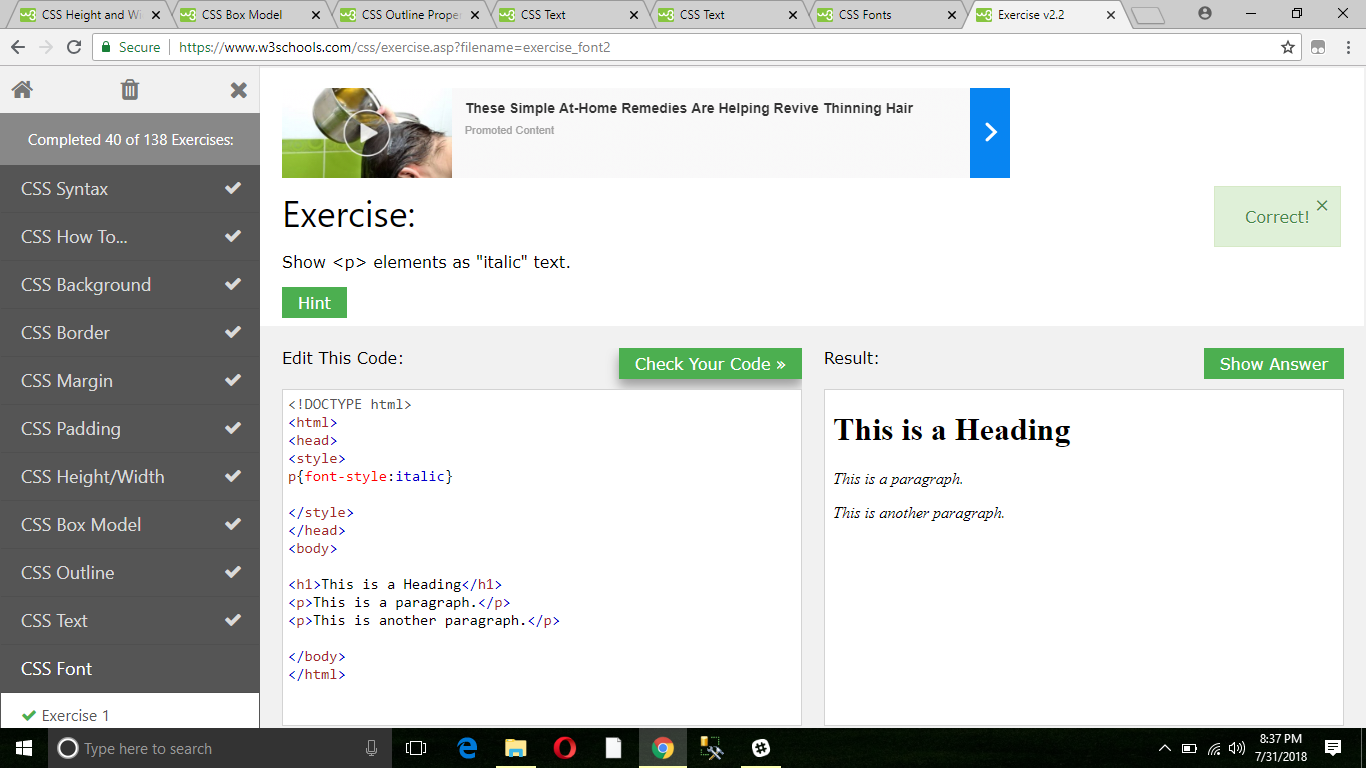 CSS Height and Wi
CSS Box Model
CSS Outline Prope
CSS Text
CSS Text
CSS Fonts
Exercise v2.2
Secure
https://www.w3schools.com/css/exercise.asp?filename=exercise_font2
Completed 40 of 138 Exercises:
CSS Syntax
CSS How To...
CSS Background
CSS Border
CSS Margin
CSS Padding
CSS Height/Width
CSS Box Model
CSS Outline
CSS Text
CSS Font
Exercise 1
These Simple At-Home Remedies Are Helping Revive Thinning Hair
Promoted Content
Exercise:
Correct!
Show <p> elements as "italic" text.
Hint
Edit This Code:
Check Your Code »
<!DOCTYPE html>
<html>
<head>
<style>
p{font-style:italic}
</style>
</head>
<body>
<h1>This is a Heading</h1>
<p>This is a paragraph.</p>
<p>This is another paragraph.</p>
</body>
</html>
Result:
Show Answer
This is a Heading
This is a paragraph.
This is another paragraph.
Type here to search
8:37 PM
7/31/2018